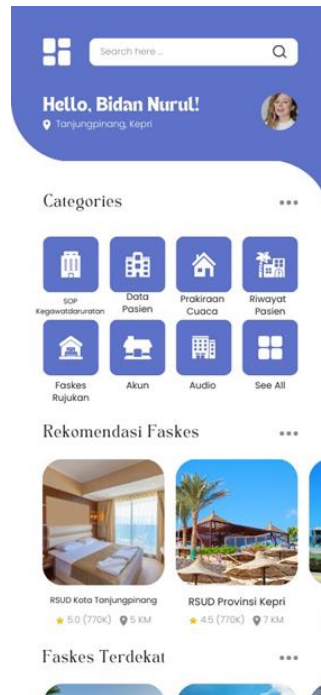 Search here ...
Hello, Bidan Nurul!
Tanjungpinang, Kepri
Categories
SOP Kegawatdaruratan
Data Pasien
Prakiraan Cuaca
Riwayat Pasien
Faskes Rujukan
Akun
Audio
See All
Rekomendasi Faskes
RSUD Kota Tanjungpinang
5.0 (770K) 5 KM
RSUD Provinsi Kepri
4.5 (770K) 7 KM
Faskes Terdekat